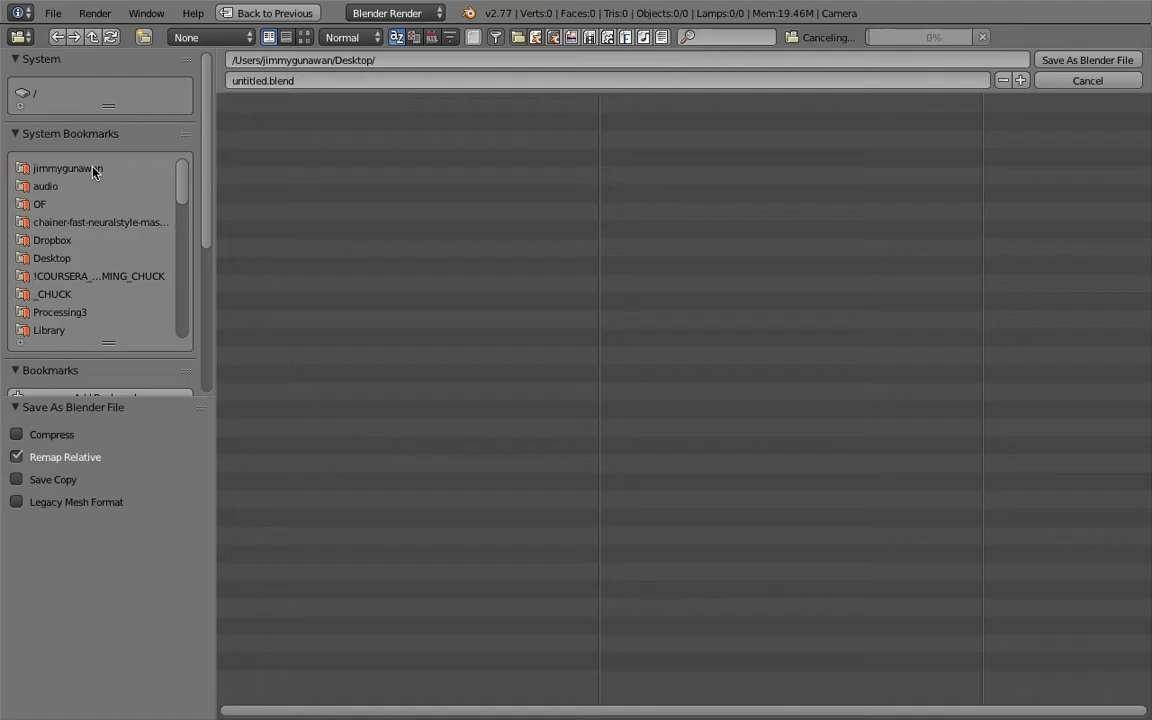 File Render Window Help Back to Previous Blender Render v2.77 | Verts:0 | Faces:0 | Tris:0 | Objects:0/0 | Lamps:0/0 | Mem:19.46M | Camera
None Normal Canceling... 0%
System
/
System Bookmarks
jimmygunawan
audio
OF
chainer-fast-neuralstyle-mas...
Dropbox
Desktop
!COURSERA_...MING_CHUCK
_CHUCK
Processing3
Library
Bookmarks
Save As Blender File
Compress
Remap Relative
Save Copy
Legacy Mesh Format
/Users/jimmygunawan/Desktop/
Save As Blender File
untitled.blend
Cancel